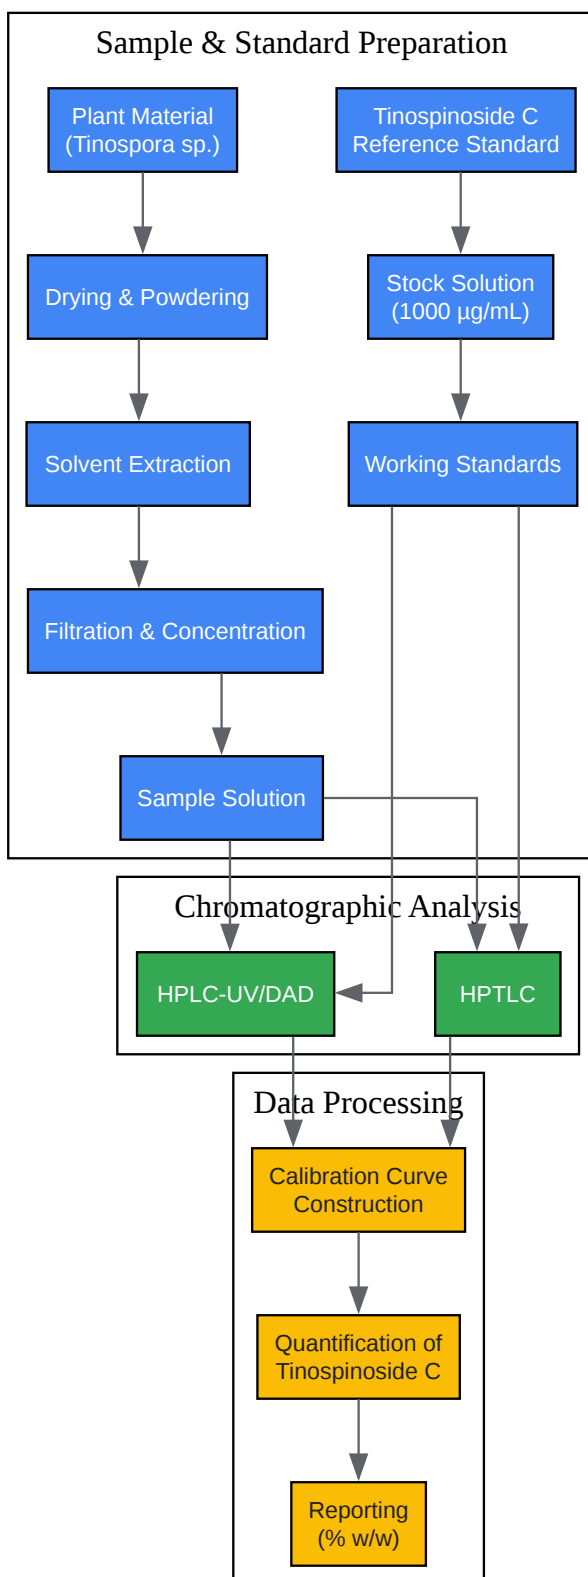 Sample & Standard Preparation
Plant Material
(Tinospora sp.)
Tinospinoside C
Reference Standard
Drying & Powdering
Stock Solution
(1000 µg/mL)
Solvent Extraction
Working Standards
Filtration & Concentration
Sample Solution
Chromatographic Analysis
HPLC-UV/DAD
HPTLC
Data Processing
Calibration Curve
Construction
Quantification of
Tinospinoside C
Reporting
(% w/w)